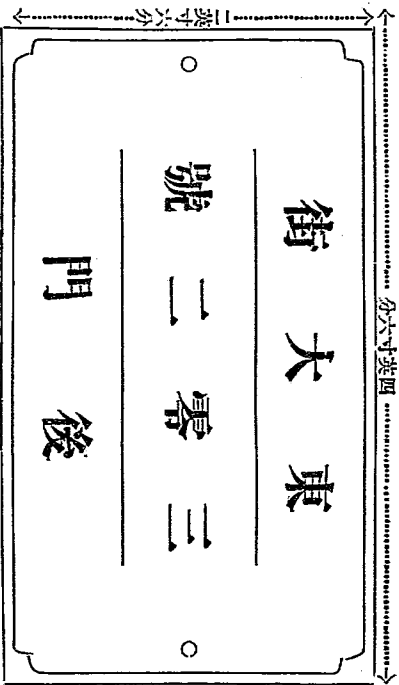 四英寸六分
二英寸六分
東大街
三零二號
後門